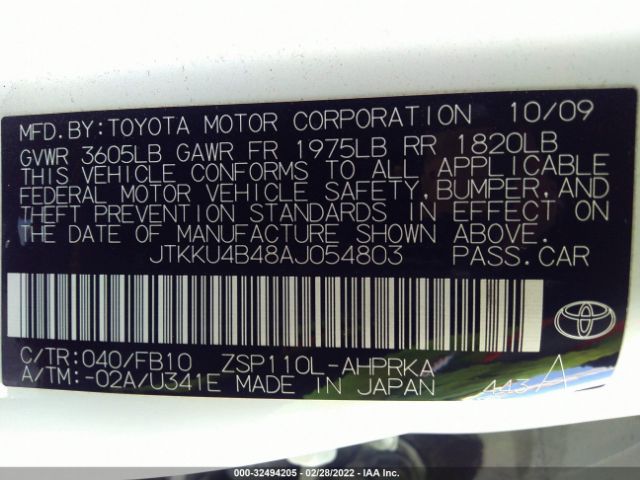 MFD.BY:TOYOTA MOTOR CORPORATION 10/09
GVWR 3605LB GAWR FR 1975LB RR 1820LB
THIS VEHICLE CONFORMS TO ALL APPLICABLE
FEDERAL MOTOR VEHICLE SAFETY,BUMPER,AND
THEFT PREVENTION STANDARDS IN EFFECT ON
THE DATE OF MANUFACTURE SHOWN ABOVE.
JTKKU4B48AJ054803 PASS.CAR
C/TR:040/FB10 ZSP110L-AHPRKA
A/TM:-02A/U341E MADE IN JAPAN 443 A
TOYOTA
000-32494205 - 02/28/2022 - IAA Inc.